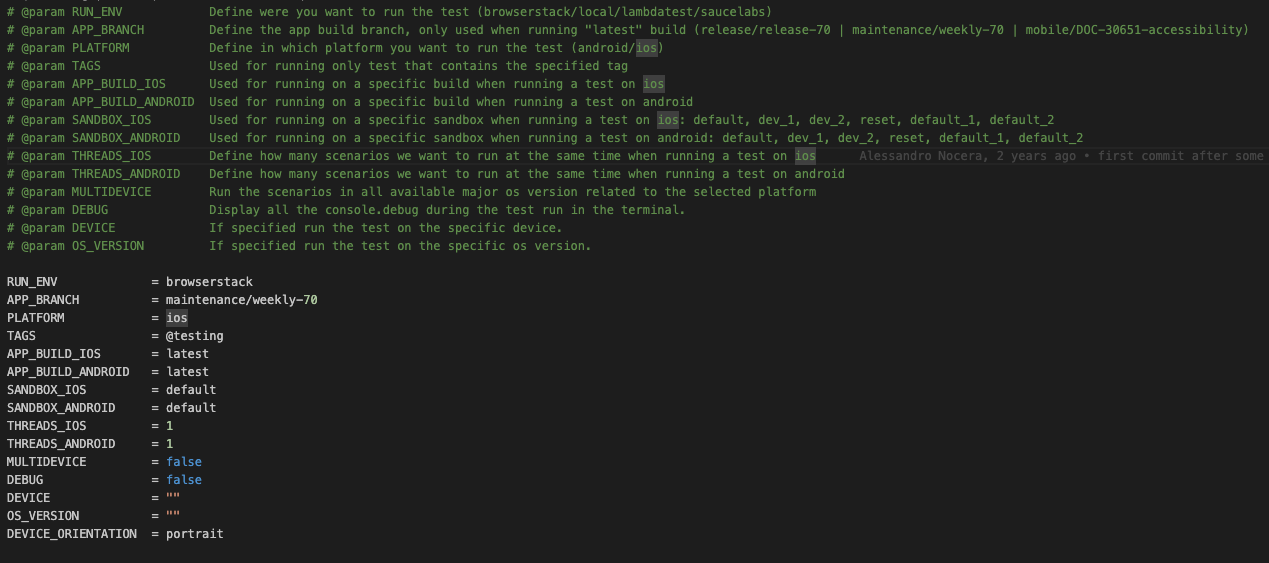 # @param RUN_ENV            Define were you want to run the test (browserstack/local/lambdatest/saucelabs)
# @param APP_BRANCH         Define the app build branch, only used when running "latest" build (release/release-70 | maintenance/weekly-70 | mobile/DOC-30651-accessibility)
# @param PLATFORM           Define in which platform you want to run the test (android/ios)
# @param TAGS               Used for running only test that contains the specified tag
# @param APP_BUILD_IOS      Used for running on a specific build when running a test on ios
# @param APP_BUILD_ANDROID  Used for running on a specific build when running a test on android
# @param SANDBOX_IOS        Used for running on a specific sandbox when running a test on ios: default, dev_1, dev_2, reset, default_1, default_2
# @param SANDBOX_ANDROID    Used for running on a specific sandbox when running a test on android: default, dev_1, dev_2, reset, default_1, default_2
# @param THREADS_IOS        Define how many scenarios we want to run at the same time when running a test on ios      Alessandro Nocera, 2 years ago • first commit after some
# @param THREADS_ANDROID    Define how many scenarios we want to run at the same time when running a test on android
# @param MULTIDEVICE        Run the scenarios in all available major os version related to the selected platform
# @param DEBUG              Display all the console.debug during the test run in the terminal.
# @param DEVICE             If specified run the test on the specific device.
# @param OS_VERSION         If specified run the test on the specific os version.
RUN_ENV             = browserstack
APP_BRANCH          = maintenance/weekly-70
PLATFORM            = ios
TAGS                = @testing
APP_BUILD_IOS       = latest
APP_BUILD_ANDROID   = latest
SANDBOX_IOS         = default
SANDBOX_ANDROID     = default
THREADS_IOS         = 1
THREADS_ANDROID     = 1
MULTIDEVICE         = false
DEBUG               = false
DEVICE              = ""
OS_VERSION          = ""
DEVICE_ORIENTATION  = portrait